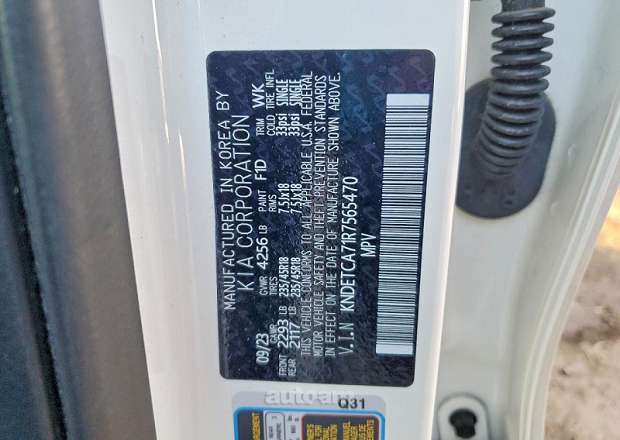 MANUFACTURED IN KOREA BY
KIA CORPORATION
09/23 GVWR 4256 LB PAINT F1D TRIM WK
GAWR TIRES RIMS COLD TIRE INFL
FRONT 2293 LB 235/45R18 7.5JX18 33psi SINGLE
REAR 2117 LB 235/45R18 7.5JX18 33psi SINGLE
THIS VEHICLE CONFORMS TO ALL APPLICABLE U.S.A. FEDERAL
MOTOR VEHICLE SAFETY AND THEFT PREVENTION STANDARDS
IN EFFECT ON THE DATE OF MANUFACTURE SHOWN ABOVE.
V.I.N KNDETCA71R7565470
MPV
autoast
Q31